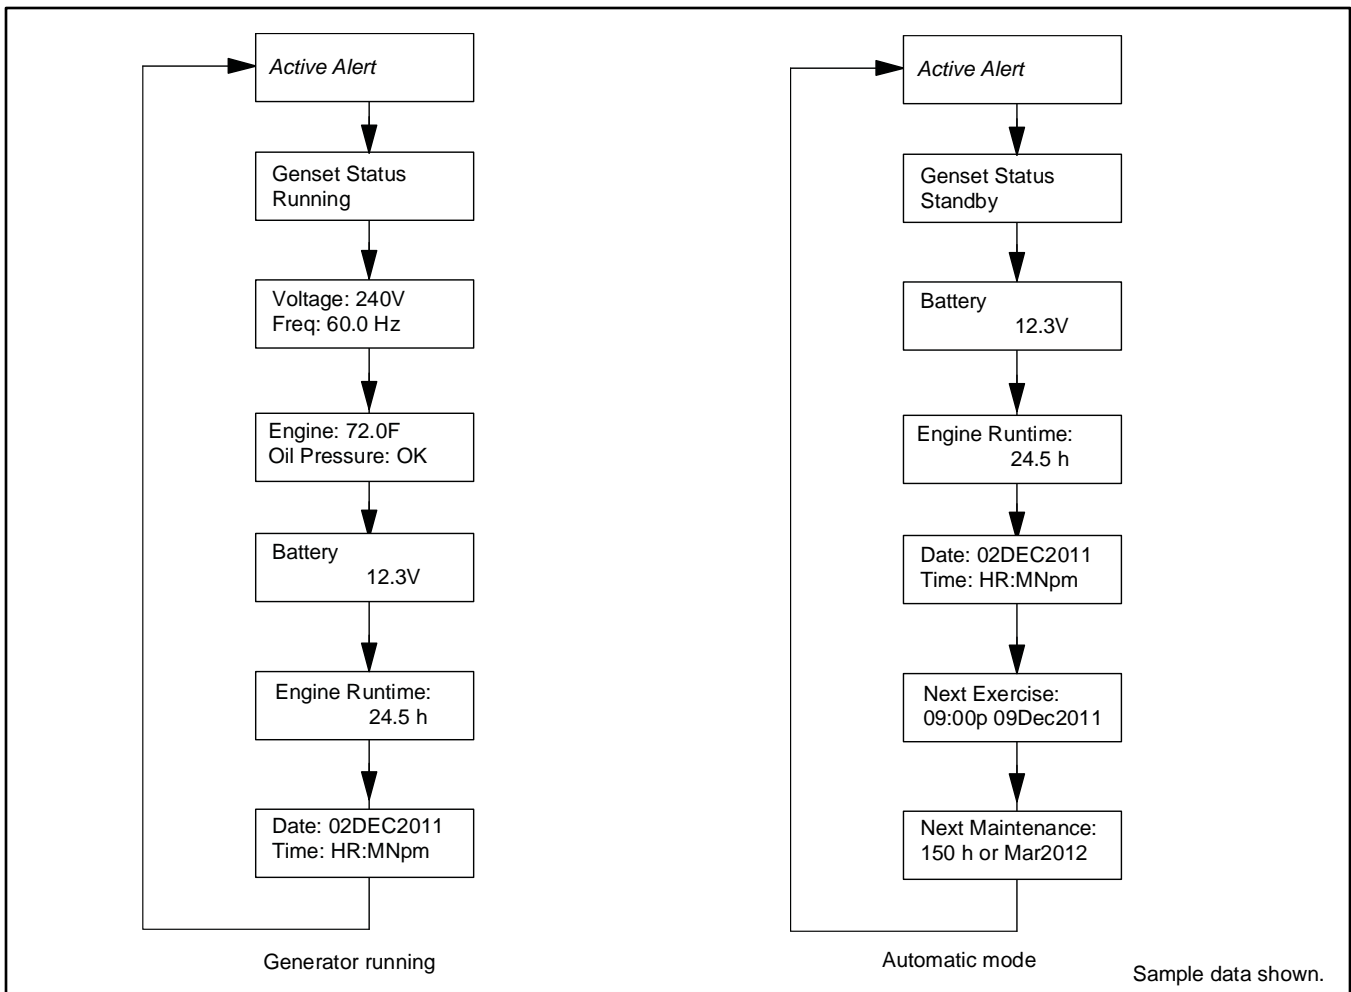 Active Alert
Genset Status
Running
Voltage: 240V
Freq: 60.0 Hz
Engine: 72.0F
Oil Pressure: OK
Battery
12.3V
Engine Runtime:
24.5 h
Date: 02DEC2011
Time: HR:MNpm
Generator running
Active Alert
Genset Status
Standby
Battery
12.3V
Engine Runtime:
24.5 h
Date: 02DEC2011
Time: HR:MNpm
Next Exercise:
09:00p 09Dec2011
Next Maintenance:
150 h or Mar2012
Automatic mode
Sample data shown.